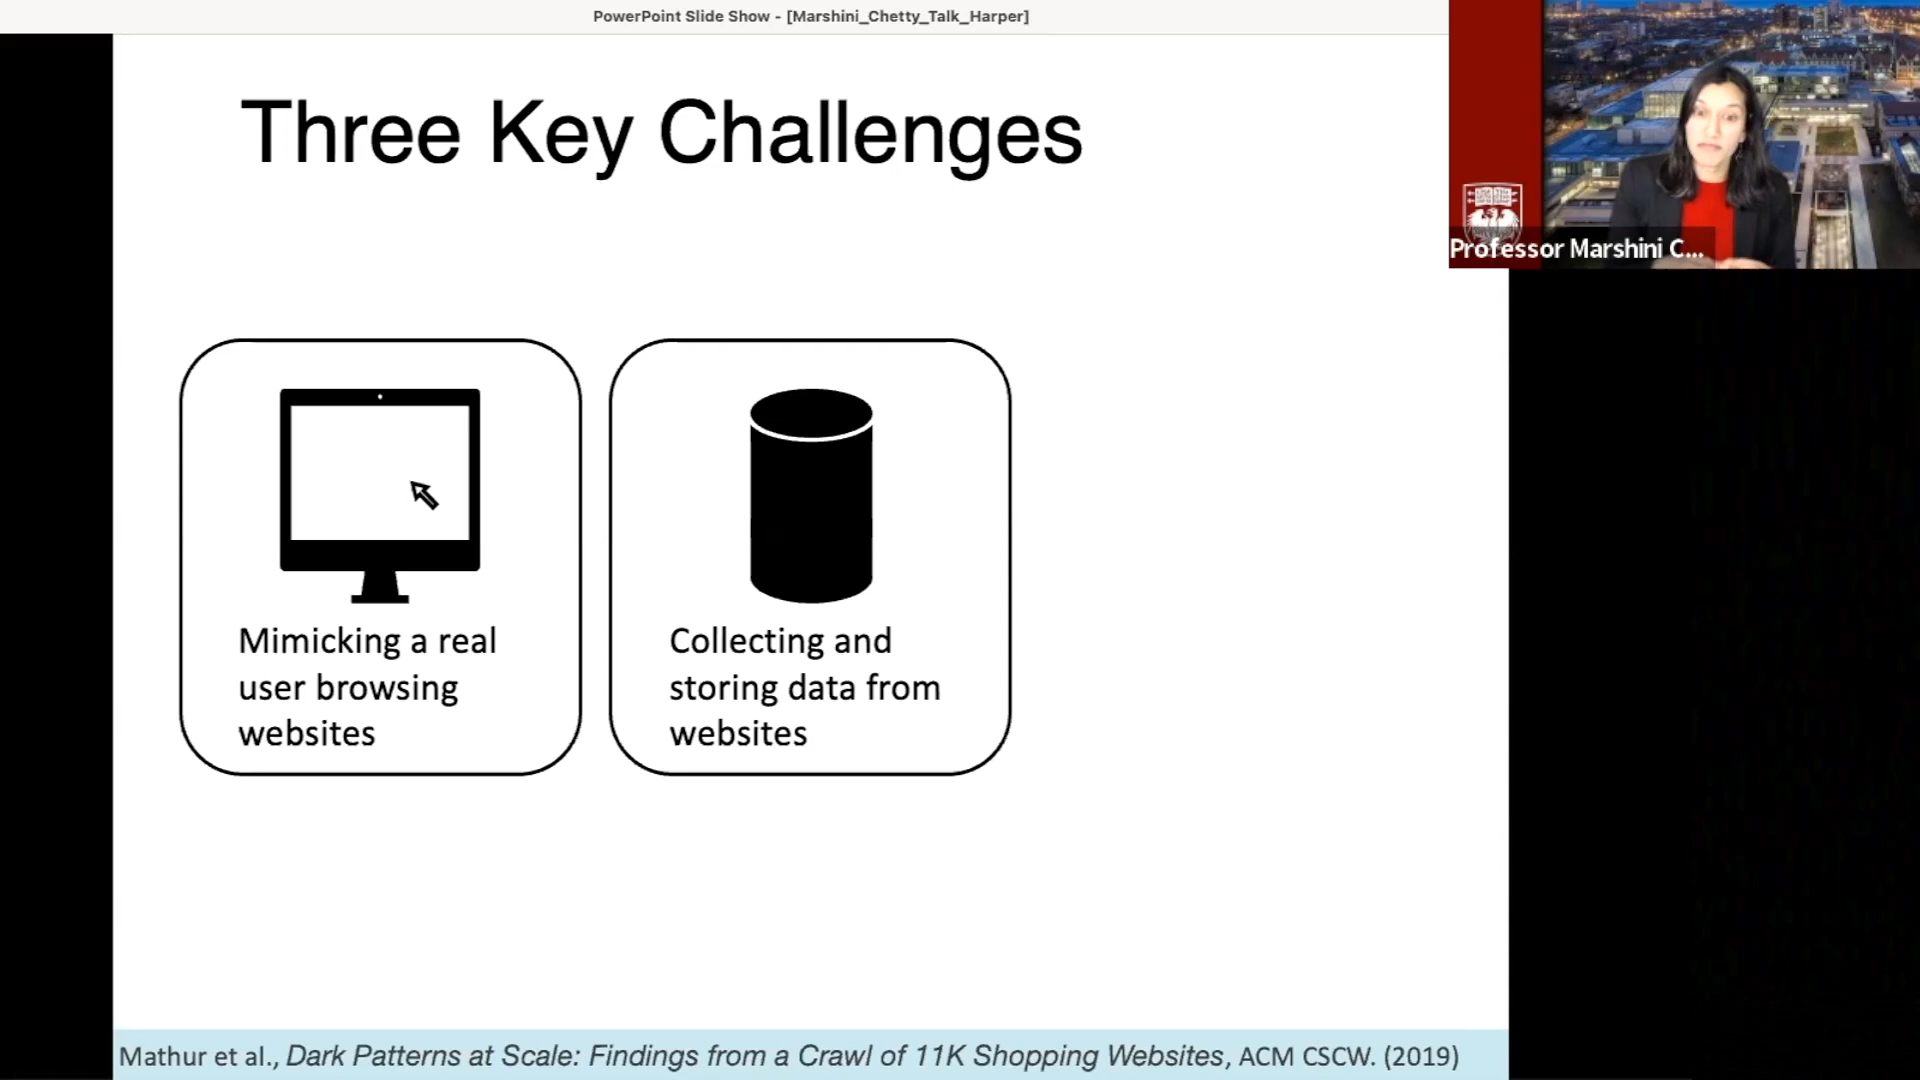 PowerPoint Slide Show - [Marshini_Chetty_Talk_Harper]
Three Key Challenges
Professor Marshini C...
Mimicking a real
user browsing
websites
Collecting and
storing data from
websites
Mathur et al., Dark Patterns at Scale: Findings from a Crawl of 11K Shopping Websites, ACM CSCW. (2019)